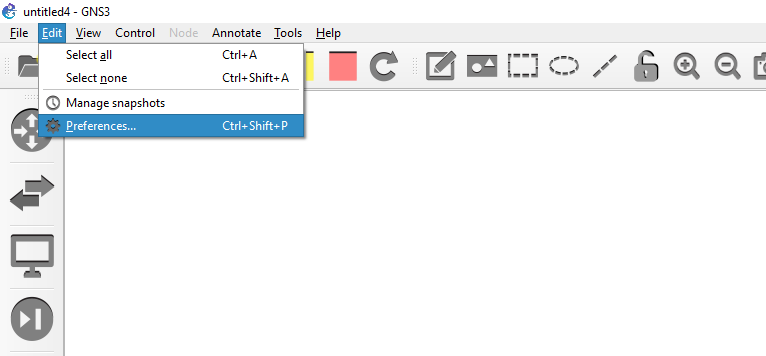 untitled4 - GNS3
File Edit View Control Node Annotate Tools Help
Select all Ctrl+A
Select none Ctrl+Shift+A
Manage snapshots
Preferences... Ctrl+Shift+P